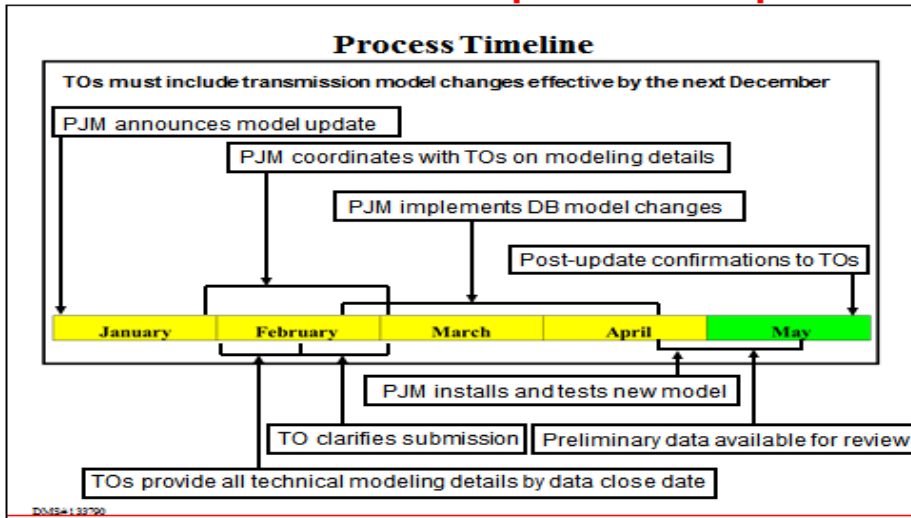 Process Timeline
TOs must include transmission model changes effective by the next December
PJM announces model update
PJM coordinates with TOs on modeling details
PJM implements DB model changes
Post-update confirmations to TOs
January February March April May
PJM installs and tests new model
TO clarifies submission
Preliminary data available for review
TOs provide all technical modeling details by data close date
DMS#133790